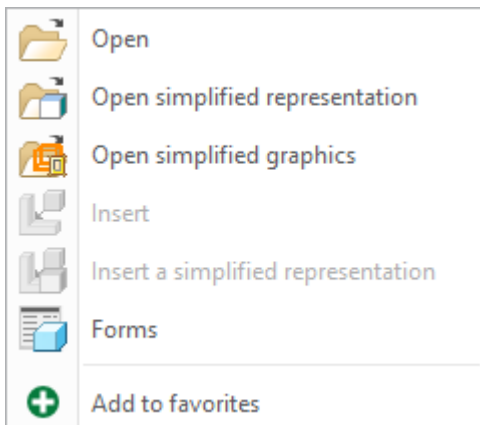 Open
Open simplified representation
Open simplified graphics
Insert
Insert a simplified representation
Forms
Add to favorites